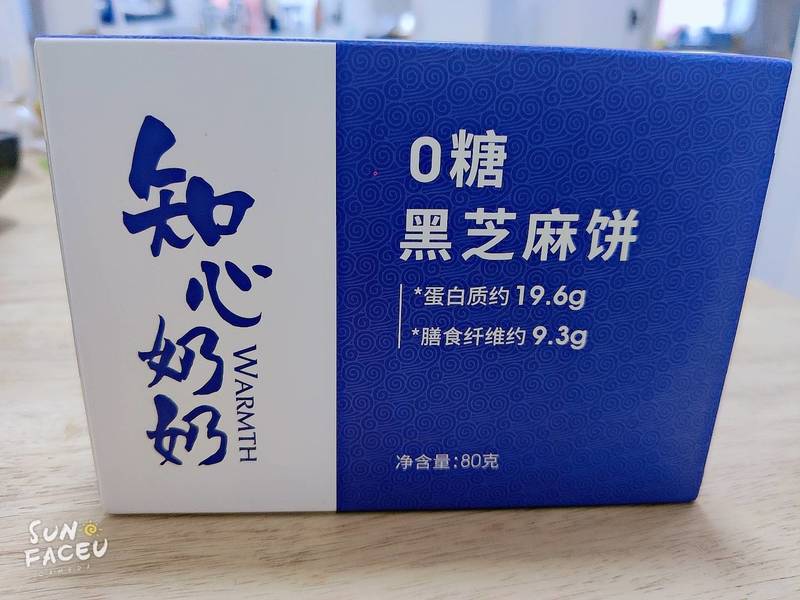 知心奶奶
WARMTH
0糖
黑芝麻饼
*蛋白质约 19.6g
*膳食纤维约 9.3g
净含量:80克
SUN
FACEU
CAMERA